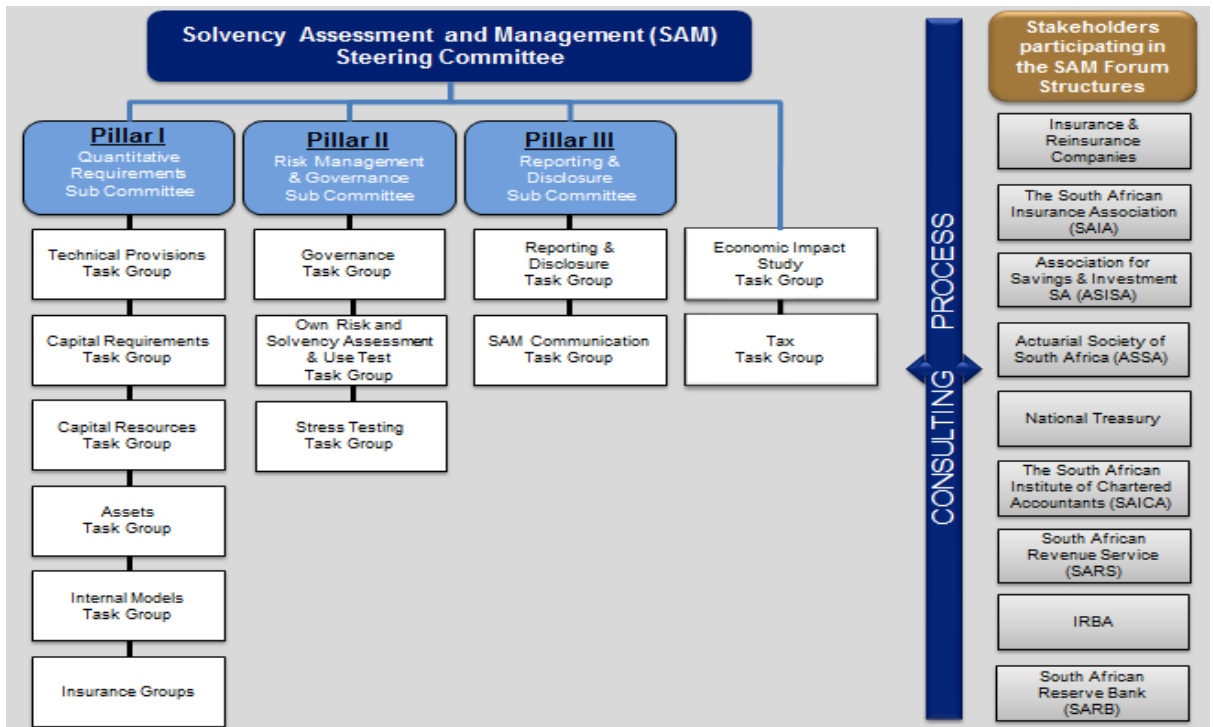 Solvency Assessment and Management (SAM)
Steering Committee
Pillar I
Quantitative
Requirements
Sub Committee
Technical Provisions
Task Group
Capital Requirements
Task Group
Capital Resources
Task Group
Assets
Task Group
Internal Models
Task Group
Insurance Groups
Pillar II
Risk Management
& Governance
Sub Committee
Governance
Task Group
Own Risk and
Solvency Assessment
& Use Test
Task Group
Stress Testing
Task Group
Pillar III
Reporting &
Disclosure
Sub Committee
Reporting &
Disclosure
Task Group
SAM Communication
Task Group
Economic Impact
Study
Task Group
Tax
Task Group
CONSULTING PROCESS
Stakeholders
participating in
the SAM Forum
Structures
Insurance &
Reinsurance
Companies
The South African
Insurance Association
(SAIA)
Association for
Savings & Investment
SA (ASISA)
Actuarial Society of
South Africa (ASSA)
National Treasury
The South African
Institute of Chartered
Accountants (SAICA)
South African
Revenue Service
(SARS)
IRBA
South African
Reserve Bank
(SARB)